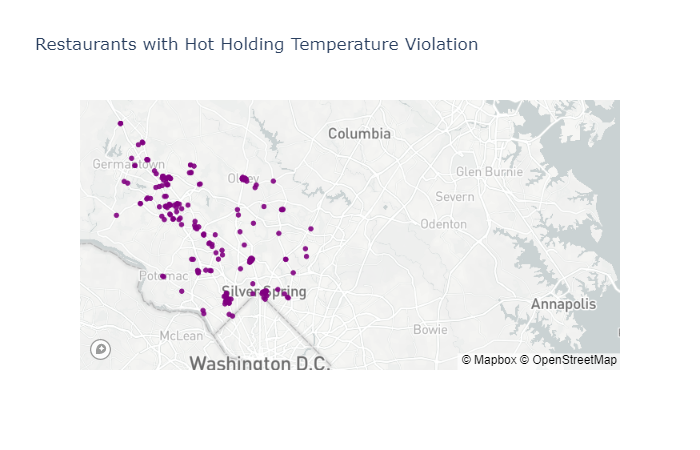 Restaurants with Hot Holding Temperature Violation
Columbia
Germantown
Olney
Glen Burnie
Severn
Odenton
Potomac
Silver Spring
Annapolis
McLean
Bowie
Washington D.C.
© Mapbox © OpenStreetMap